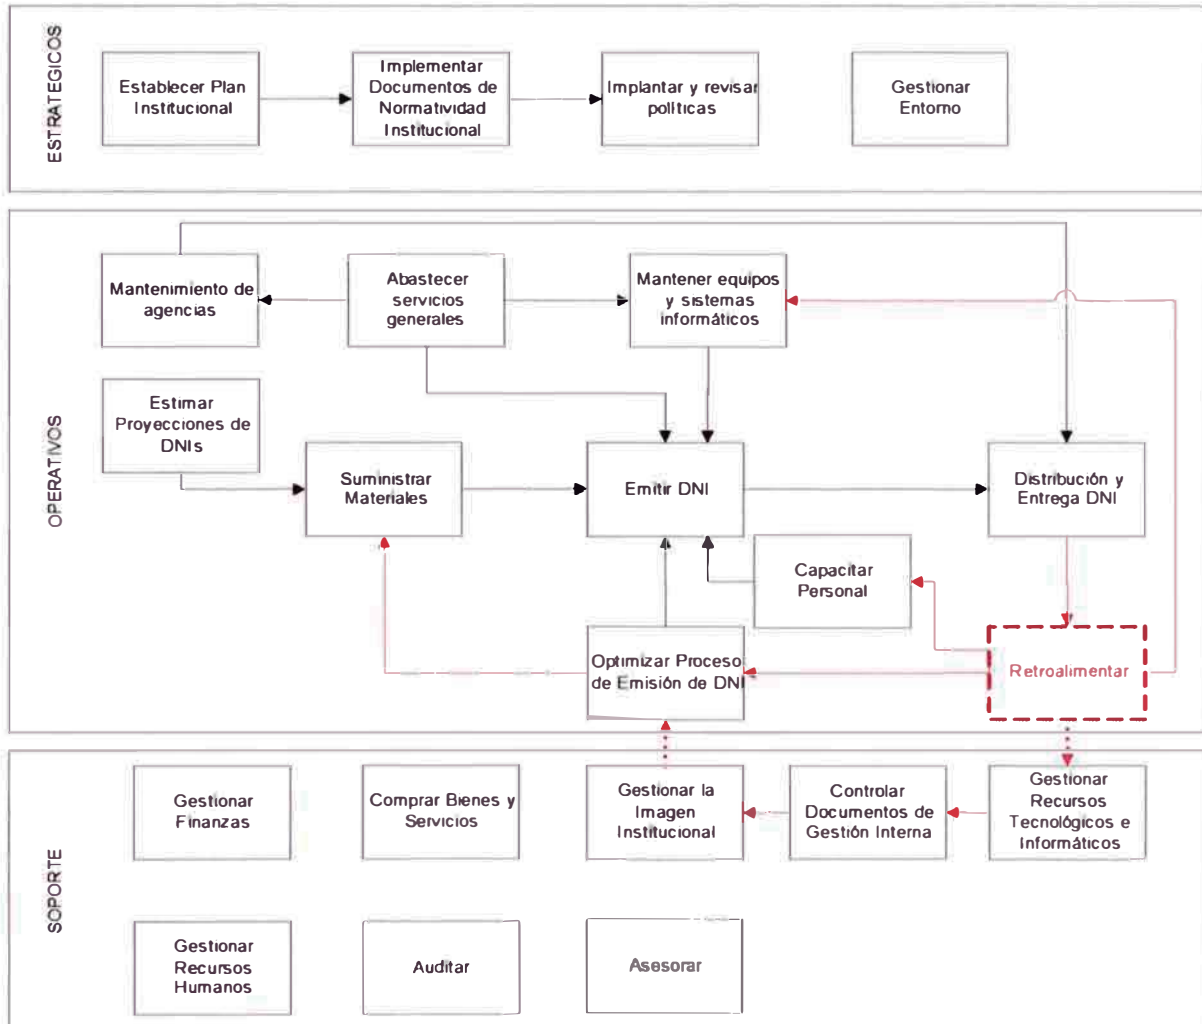 ESTRATEGICOS
Establecer Plan
Institucional
Implementar
Documentos de
Normatividad
Institucional
Implantar y revisar
políticas
Gestionar
Entorno
OPERATIVOS
Mantenimiento de
agencias
Abastecer
servicios
generales
Mantener equipos
y sistemas
informáticos
Estimar
Proyecciones de
DNIs
Suministrar
Materiales
Emitir DNI
Distribución y
Entrega DNI
Capacitar
Personal
Optimizar Proceso
de Emisión de DNI
Retroalimentar
SOPORTE
Gestionar
Finanzas
Comprar Bienes y
Servicios
Gestionar la
Imagen
Institucional
Controlar
Documentos de
Gestión Interna
Gestionar
Recursos
Tecnológicos e
Informáticos
Gestionar
Recursos
Humanos
Auditar
Asesorar